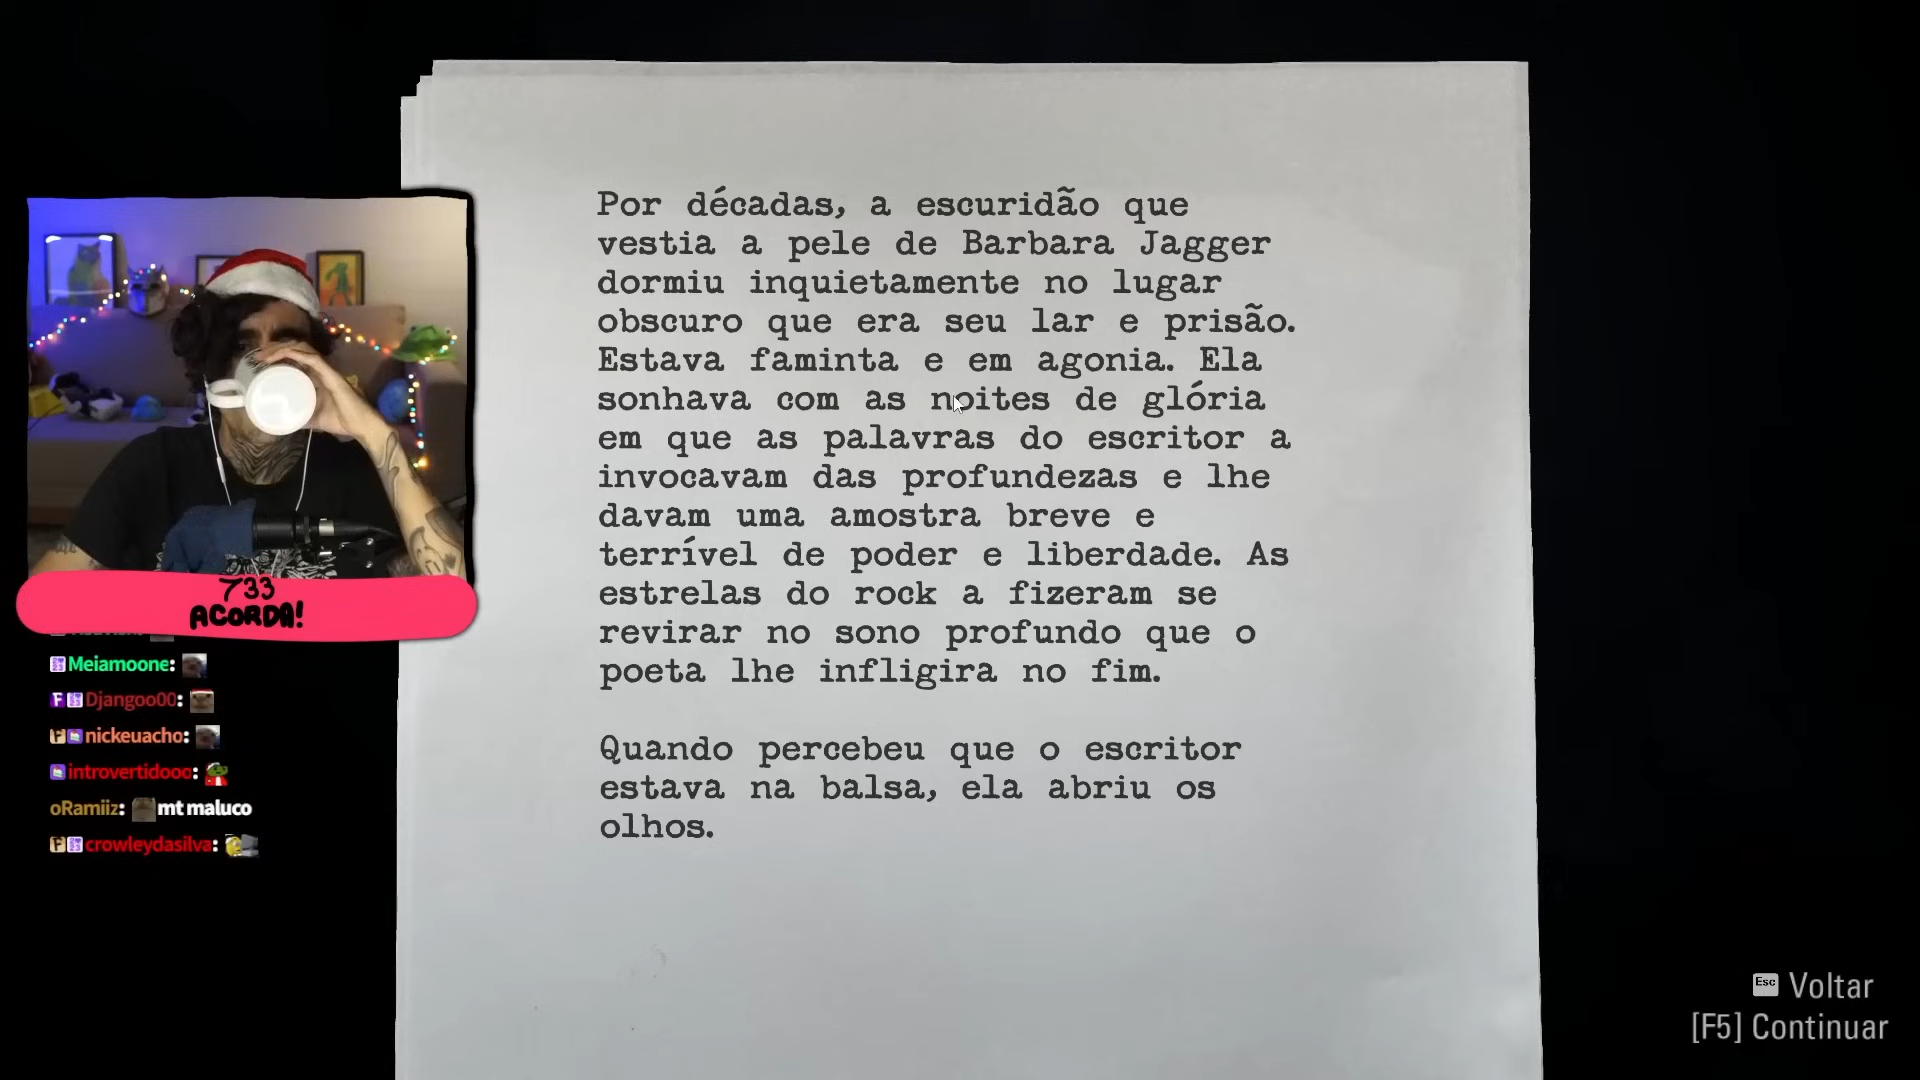 Por décadas, a escuridão que
vestia a pele de Barbara Jagger
dormiu inquietamente no lugar
obscuro que era seu lar e prisão.
Estava faminta e em agonia. Ela
sonhava com as noites de glória
em que as palavras do escritor a
invocavam das profundezas e lhe
davam uma amostra breve e
terrível de poder e liberdade. As
estrelas do rock a fizeram se
revirar no sono profundo que o
poeta lhe infligira no fim.
Quando percebeu que o escritor
estava na balsa, ela abriu os
olhos.
733
ACORDA!
Meiamoone:
Djangoo00:
nickeuacho:
introvertidooo:
oRamiiz: mt maluco
crowleydasilva:
Esc Voltar
[F5] Continuar